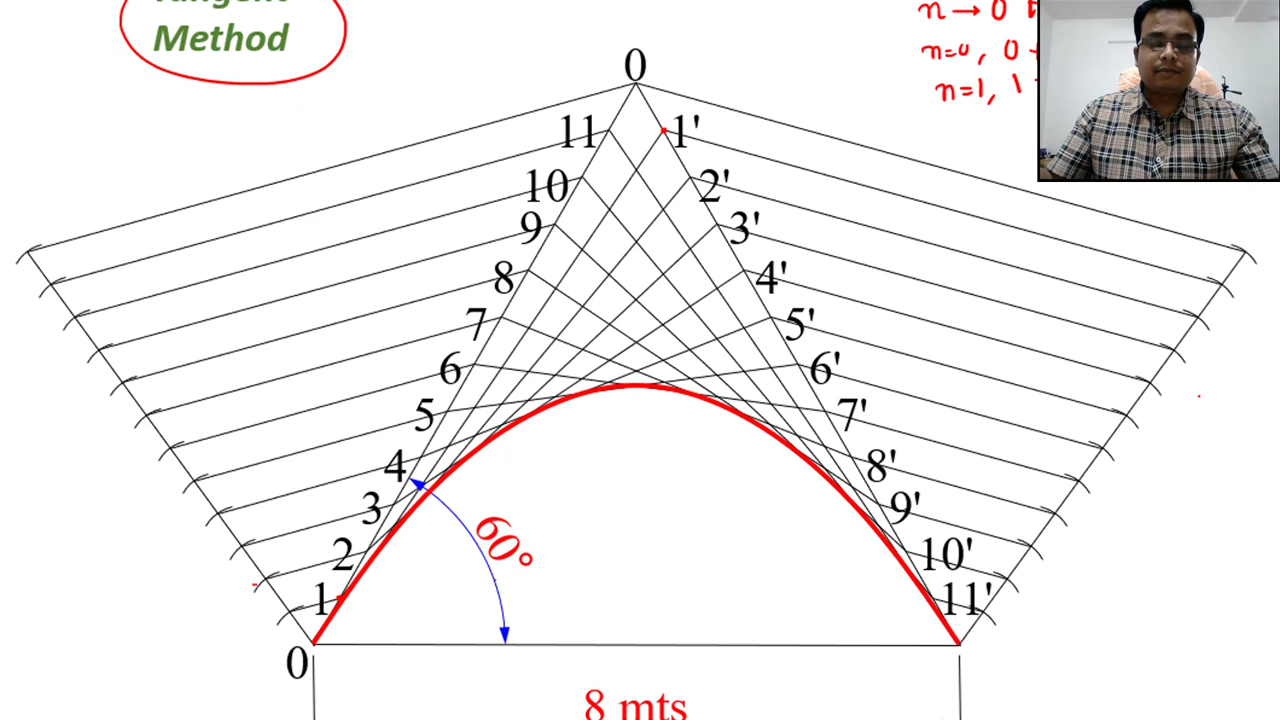 Tangent
Method
n → 0
n=0, 0
n=1, 1
0
11 1'
10 2'
9 3'
8 4'
7 5'
6 6'
5 7'
4 8'
3 9'
60°
2 10'
1 11'
0
8 mts